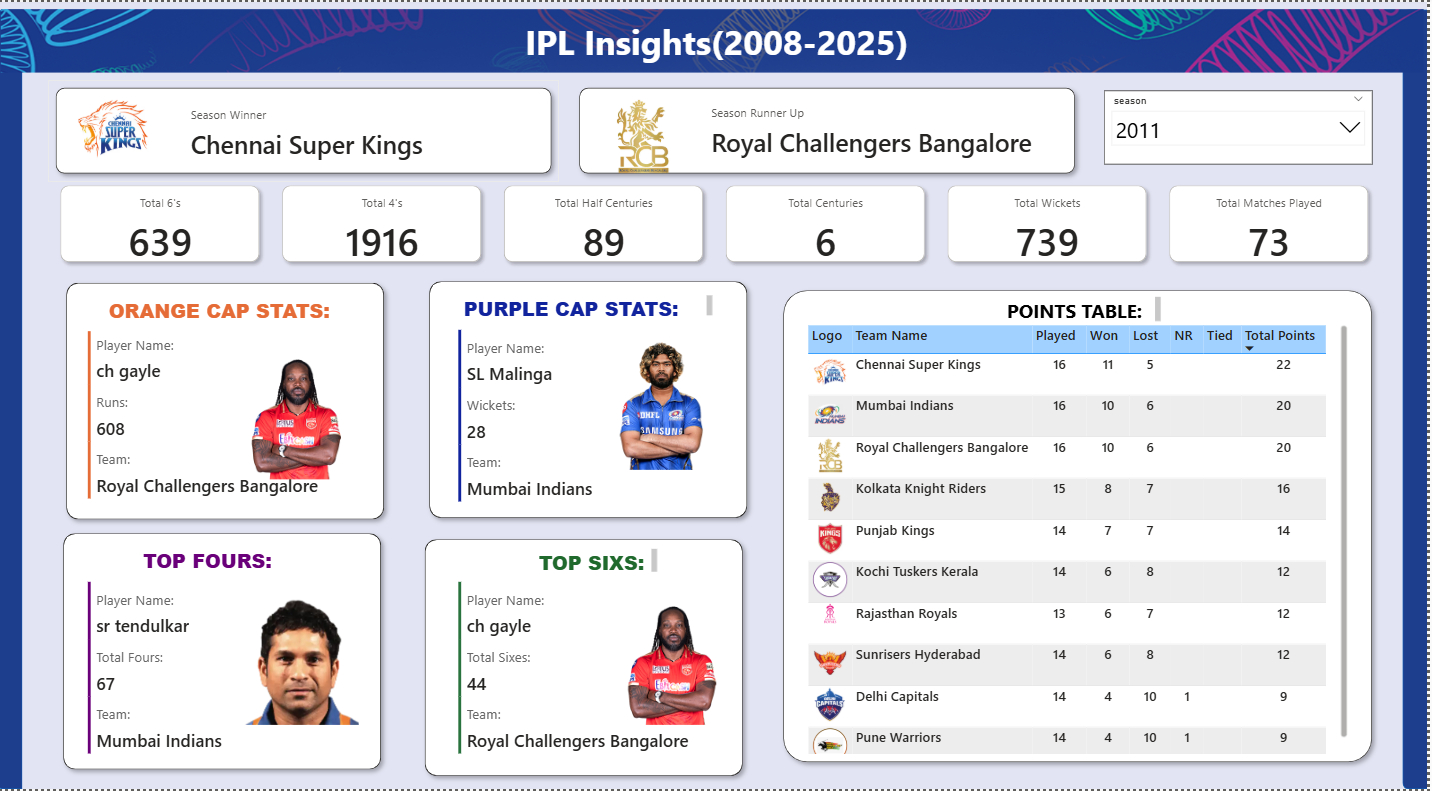 IPL Insights(2008-2025)
CHENNAI
SUPER
KINGS
Season Winner
Chennai Super Kings
RCB
Season Runner Up
Royal Challengers Bangalore
season
2011
Total 6's
639
Total 4's
1916
Total Half Centuries
89
Total Centuries
6
Total Wickets
739
Total Matches Played
73
ORANGE CAP STATS:
Player Name:
ch gayle
Runs:
608
Team:
Royal Challengers Bangalore
PURPLE CAP STATS:
Player Name:
SL Malinga
Wickets:
28
Team:
Mumbai Indians
SAMSUNG
TOP FOURS:
Player Name:
sr tendulkar
Total Fours:
67
Team:
Mumbai Indians
TOP SIXS:
Player Name:
ch gayle
Total Sixes:
44
Team:
Royal Challengers Bangalore
POINTS TABLE:
Logo Team Name Played Won Lost NR Tied Total Points
Chennai Super Kings 16 11 5 22
Mumbai Indians 16 10 6 20
Royal Challengers Bangalore 16 10 6 20
Kolkata Knight Riders 15 8 7 16
Punjab Kings 14 7 7 14
Kochi Tuskers Kerala 14 6 8 12
Rajasthan Royals 13 6 7 12
Sunrisers Hyderabad 14 6 8 12
Delhi Capitals 14 4 10 1 9
Pune Warriors 14 4 10 1 9